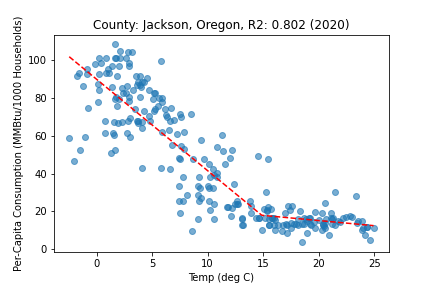 County: Jackson, Oregon, R2: 0.802 (2020)
Per-Capita Consumption (MMBtu/1000 Households)
100
80
60
40
20
0
0 5 10 15 20 25
Temp (deg C)